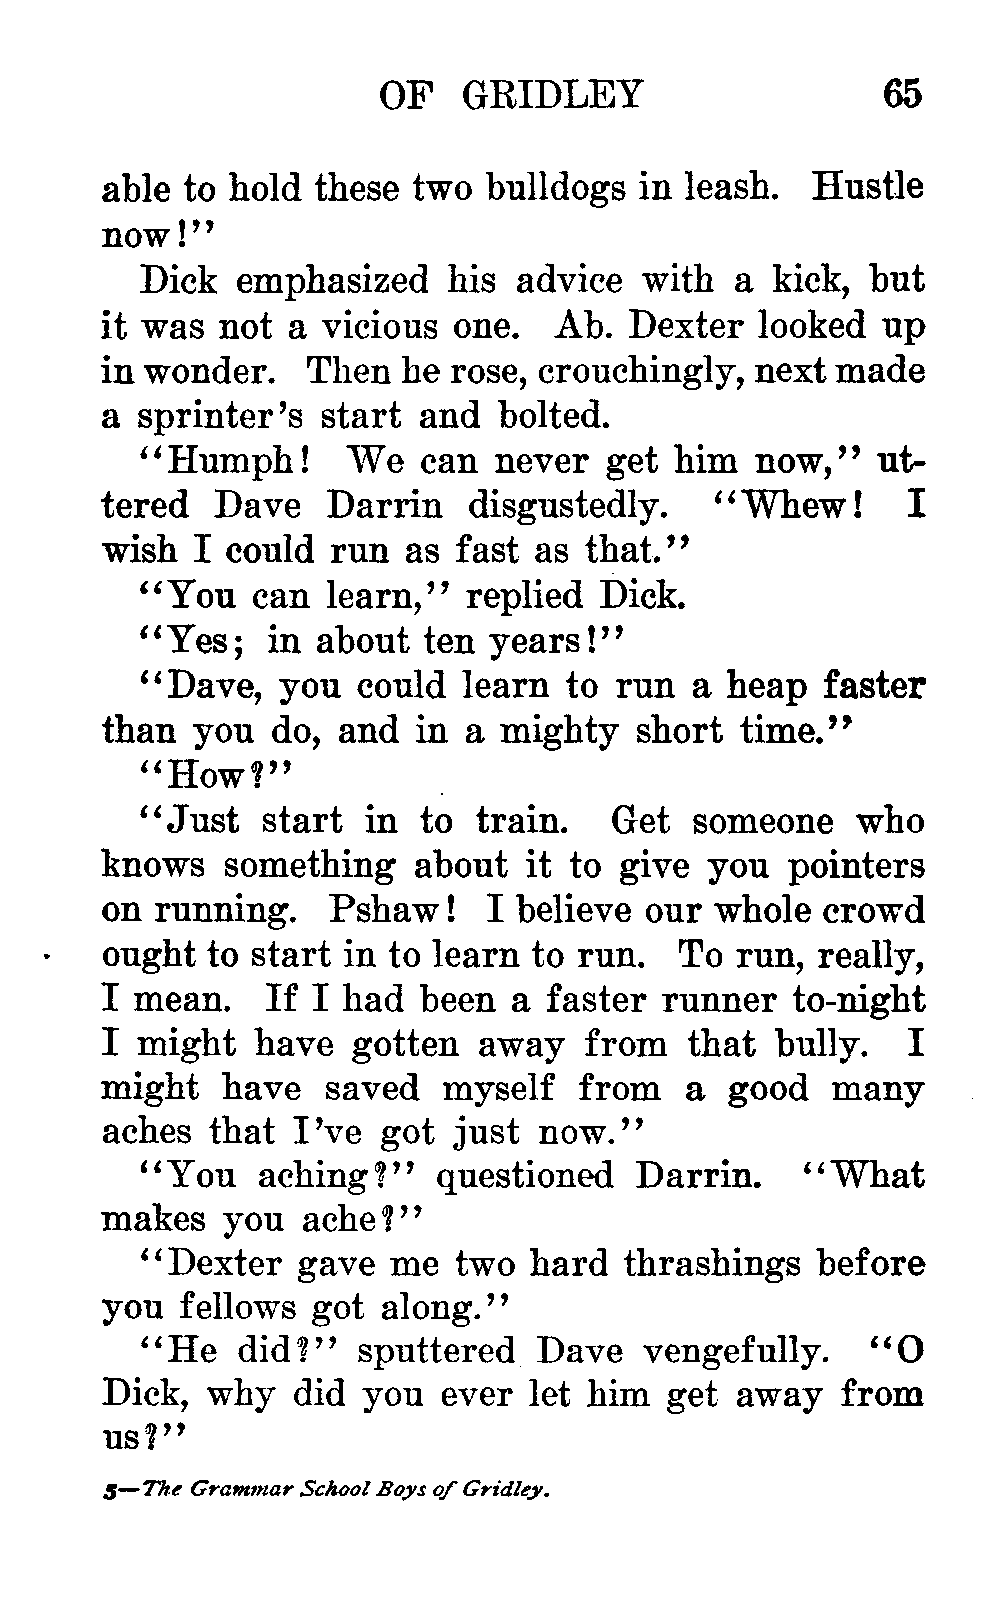 OF GRIDLEY 65
able to hold these two bulldogs in leash. Hustle
now!"
Dick emphasized his advice with a kick, but
it was not a vicious one. Ab. Dexter looked up
in wonder. Then he rose, crouchingly, next made
a sprinter's start and bolted.
"Humph! We can never get him now," ut-
tered Dave Darrin disgustedly. "Whew! I
wish I could run as fast as that."
"You can learn," replied Dick.
"Yes; in about ten years!"
"Dave, you could learn to run a heap faster
than you do, and in a mighty short time."
"How?"
"Just start in to train. Get someone who
knows something about it to give you pointers
on running. Pshaw! I believe our whole crowd
ought to start in to learn to run. To run, really,
I mean. If I had been a faster runner to-night
I might have gotten away from that bully. I
might have saved myself from a good many
aches that I've got just now."
"You aching?" questioned Darrin. "What
makes you ache?"
"Dexter gave me two hard thrashings before
you fellows got along."
"He did?" sputtered Dave vengefully. "O
Dick, why did you ever let him get away from
us?"
5—The Grammar School Boys of Gridley.